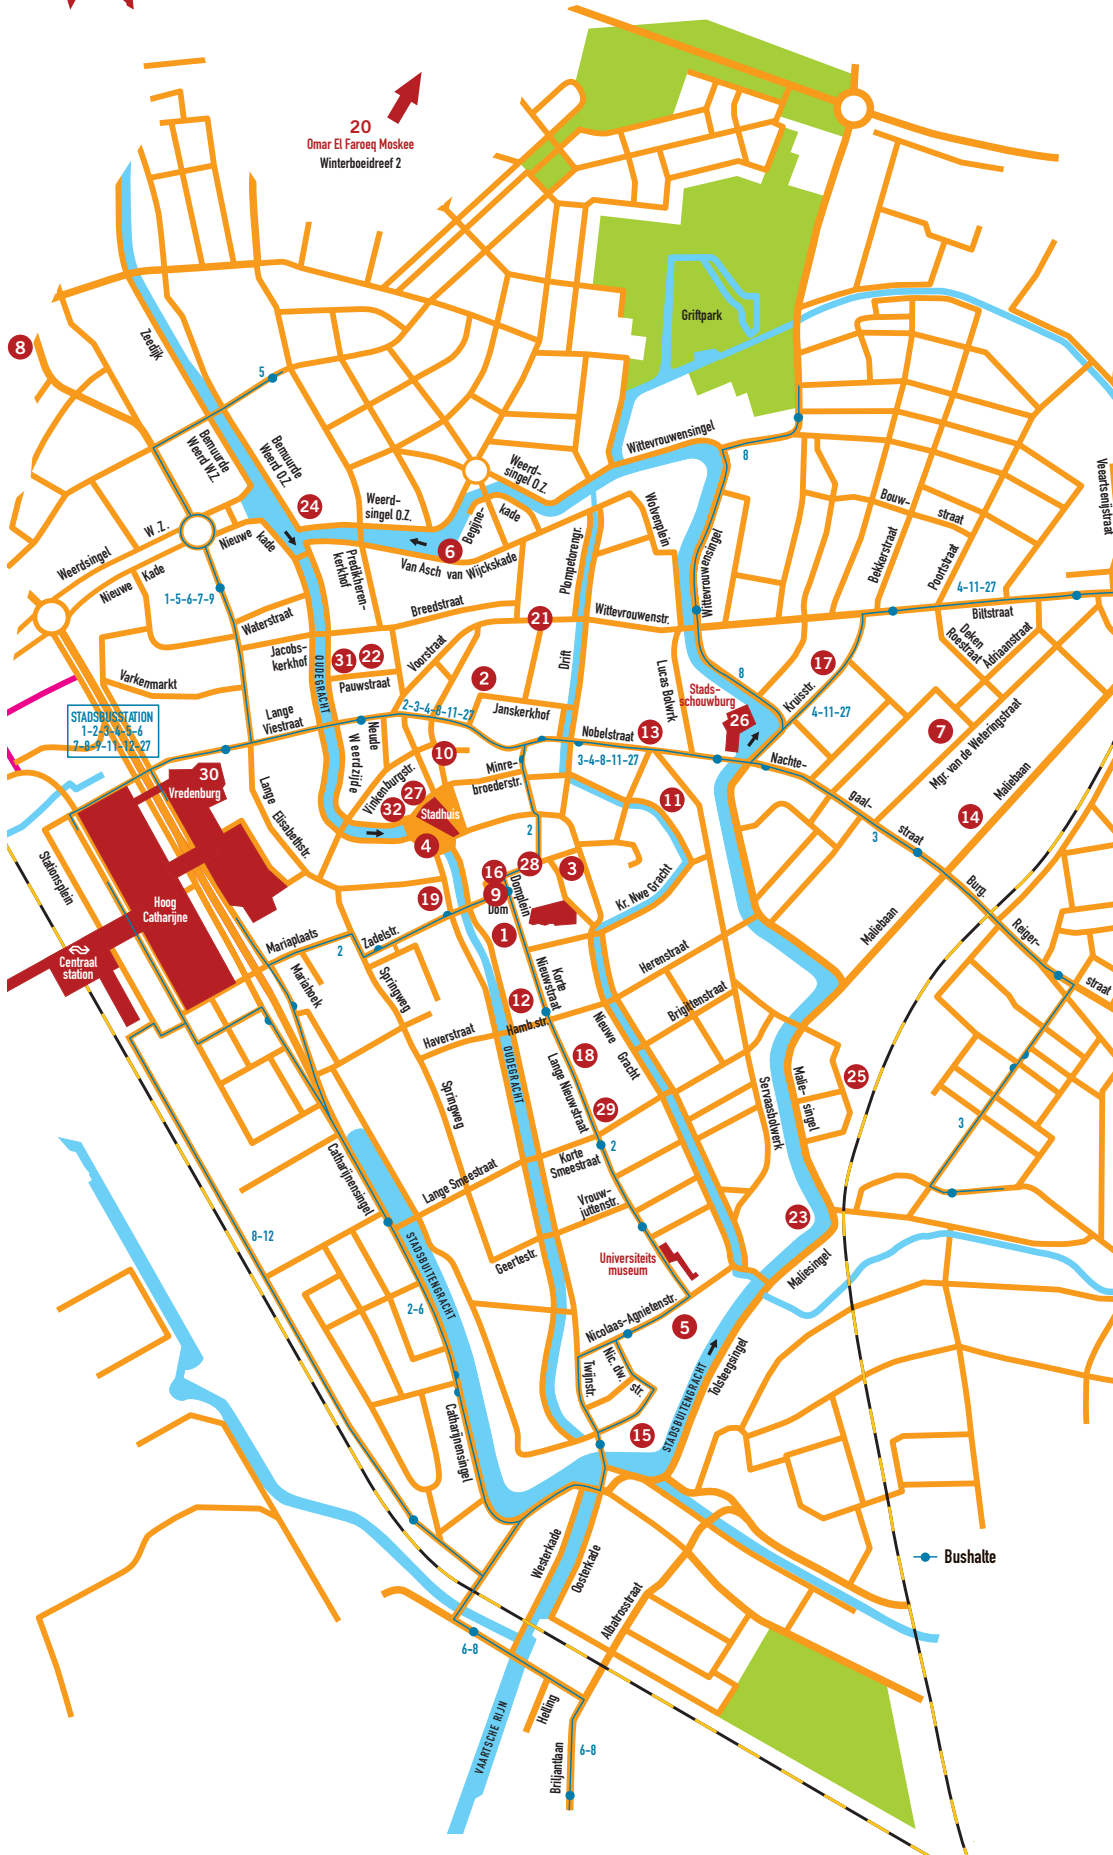 20
Omar El Faroeq Moskee
Winterboeidreef 2
Griftpark
8
Zeedijk
5
Bemuurde
Weerd W.Z.
Bemuurde
Weerd O.Z.
Weerd-
singel O.Z.
Wittevrouwensingel
8
Weerd-
singel O.Z.
Begijne-
kade
Wolvenplein
Bouw-
straat
Veeartsenijstraat
24
W.Z.
Weerdsingel
Nieuwe
kade
6
Van Asch van Wijckskade
Predikheren-
kerkhof
Plompetorengr.
Wittevrouwensingel
Bekkerstraat
Poortstraat
Nieuwe
Kade
1-5-6-7-9
Waterstraat
Breedstraat
4-11-27
Biltstraat
21
Wittevrouwenstr.
Deken
Roestraat
Adriaanstraat
Jacobs-
kerkhof
OUDEGRACHT
31
22
Voorstraat
Drift
Lucas Bolwrk
17
Varkenmarkt
Pauwstraat
2
Janskerkhof
Stads-
schouwburg
8
Kruisstr.
4-11-27
STADSBUSSTATION
1-2-3-4-5-6
7-8-9-11-12-27
Lange
Viestraat
2-3-4-8-11-27
Neude
26
Nobelstraat
13
7
Mgr. van de Weteringstraat
Weerdzijde
10
Minre-
broederstr.
3-4-8-11-27
Nachte-
gaal-
straat
Maliebaan
30
Vredenburg
Vinkenburgstr.
27
32
Stadhuis
11
14
Lange
Elisabethstr.
4
2
3
Burg.
Reiger-
straat
Stationsplein
Hoog
Catharijne
16
28
3
9
Domplein
Dom
Kr. Nwe Gracht
19
1
Maliebaan
Centraal
station
Mariaplaats
2
Zadelstr.
Mariahoek
Springweg
Korte
Nieuwstraat
Herenstraat
Brigittenstraat
12
Hamb.str.
Haverstraat
Nieuwe
Gracht
18
OUDEGRACHT
Lange Nieuwstraat
Springweg
29
Servaasbolwerk
Malie-
singel
25
3
2
Catharijnensingel
Lange Smeestraat
Korte
Smeestraat
Vrouw-
juttenstr.
23
8-12
STADSBUITENGRACHT
Geertestr.
Universiteits
museum
Maliesingel
2-6
Nicolaas-Agnietenstr.
5
Twijnstr.
Nic. dw.
str.
Tolsteegsingel
STADSBUITENGRACHT
15
Catharijnensingel
Westerkade
Oosterkade
Bushalte
Albatrosstraat
6-8
Helling
VAARTSCHE RIJN
Briljantlaan
6-8